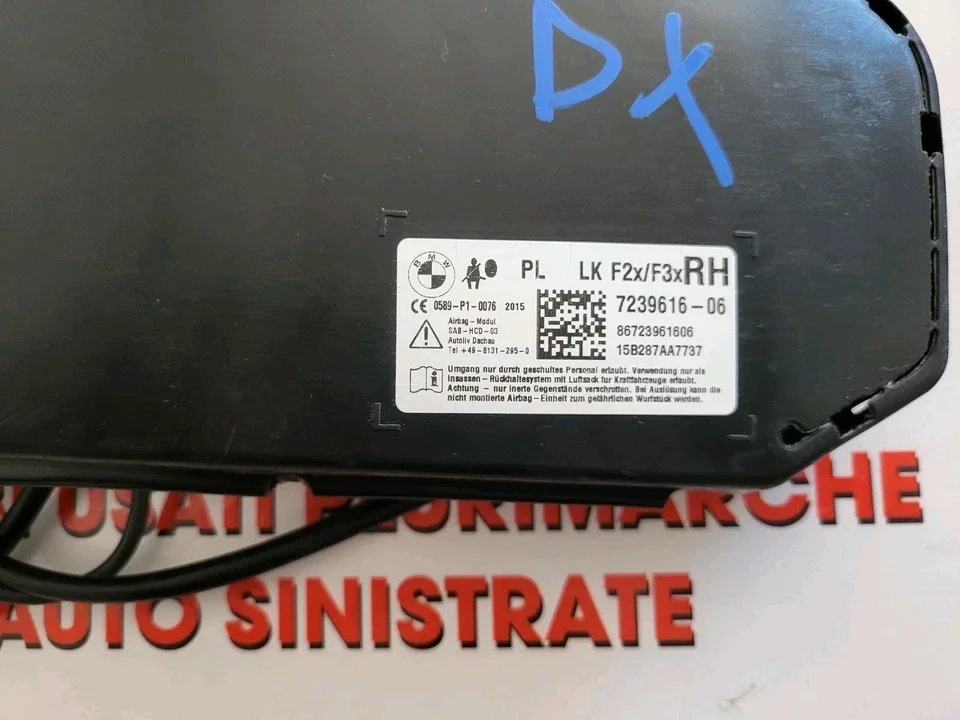 DX
BMW
PL LK F2x/F3x RH
CE 0589-P1-0076 2015
7239616-06
Airbag-Modul
SAB-HCD-G3
Autoliv Dachau
Tel +49-8131-295-0
86723961606
15B287AA7737
Umgang nur durch geschultes Personal erlaubt. Verwendung nur als
Insassen-Rückhaltesystem mit Luftsack für Kraftfahrzeuge erlaubt.
Achtung - nur inerte Gegenstände verschrotten. Bei Auslösung kann die
nicht montierte Airbag-Einheit zum gefährlichen Wurfstück werden.
USATI PLURIMARCHE
AUTO SINISTRATE